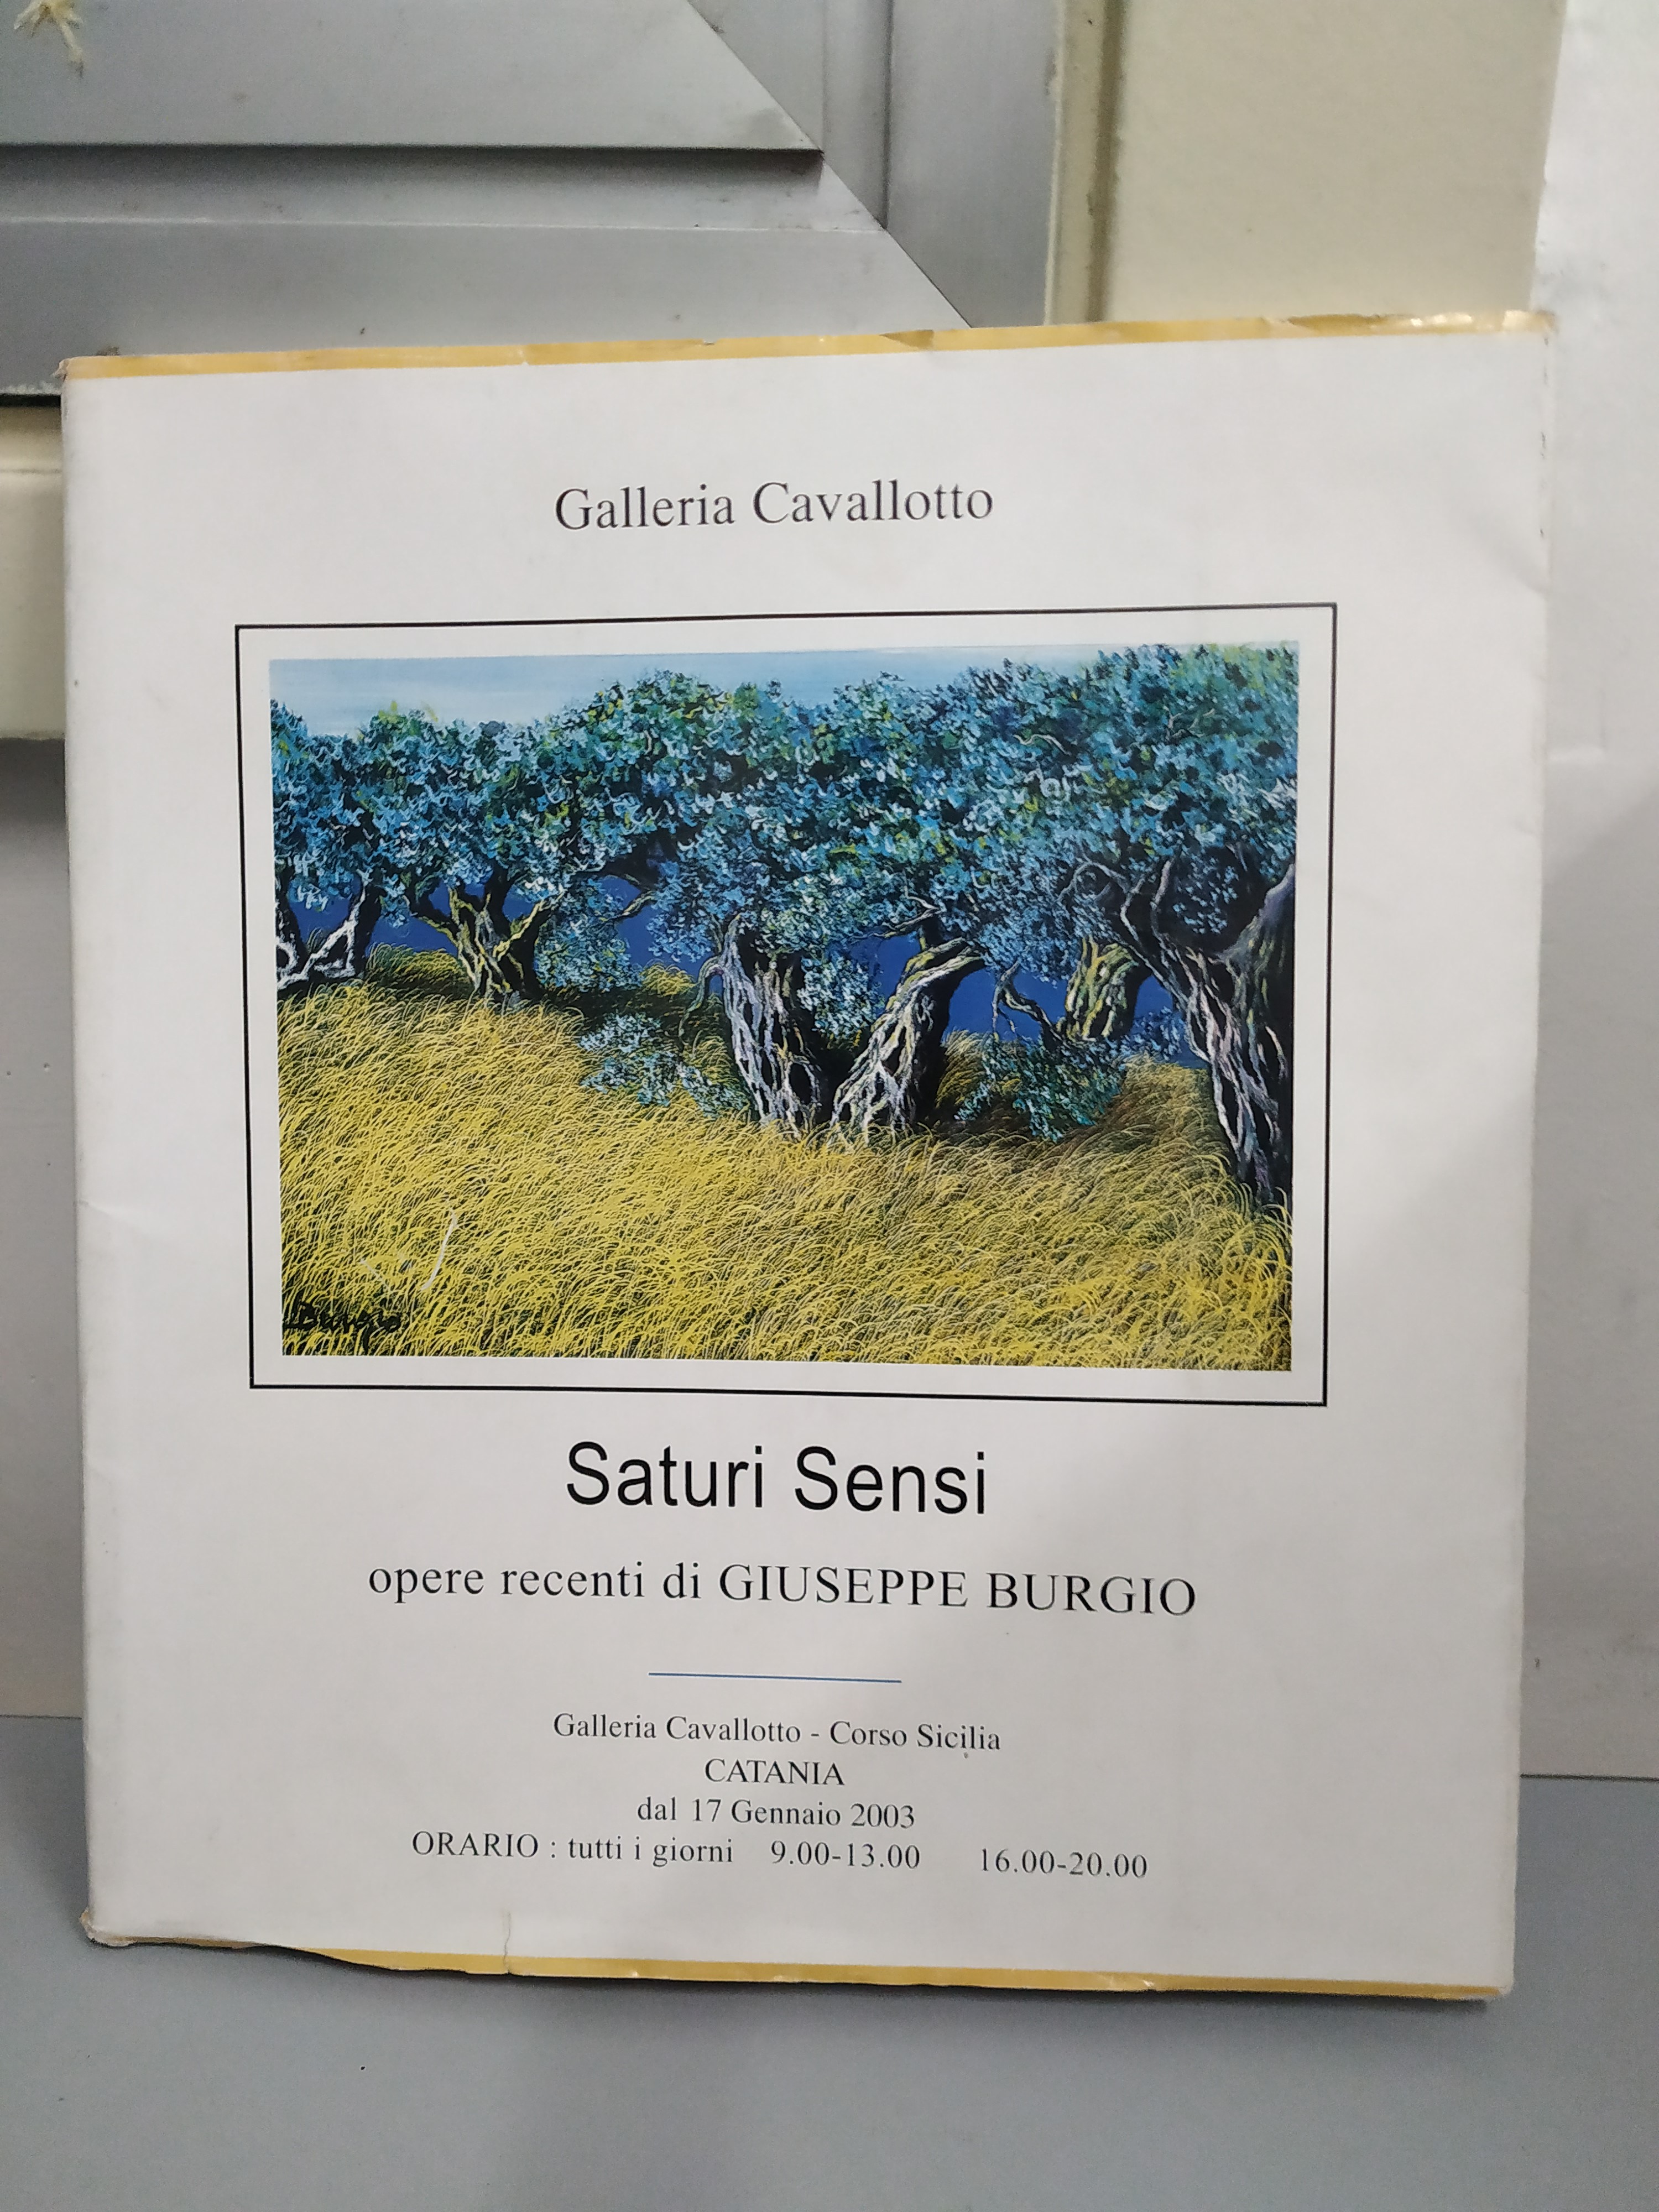 Galleria Cavallotto
Burgio
Saturi Sensi
opere recenti di GIUSEPPE BURGIO
Galleria Cavallotto - Corso Sicilia
CATANIA
dal 17 Gennaio 2003
ORARIO : tutti i giorni 9.00-13.00 16.00-20.00